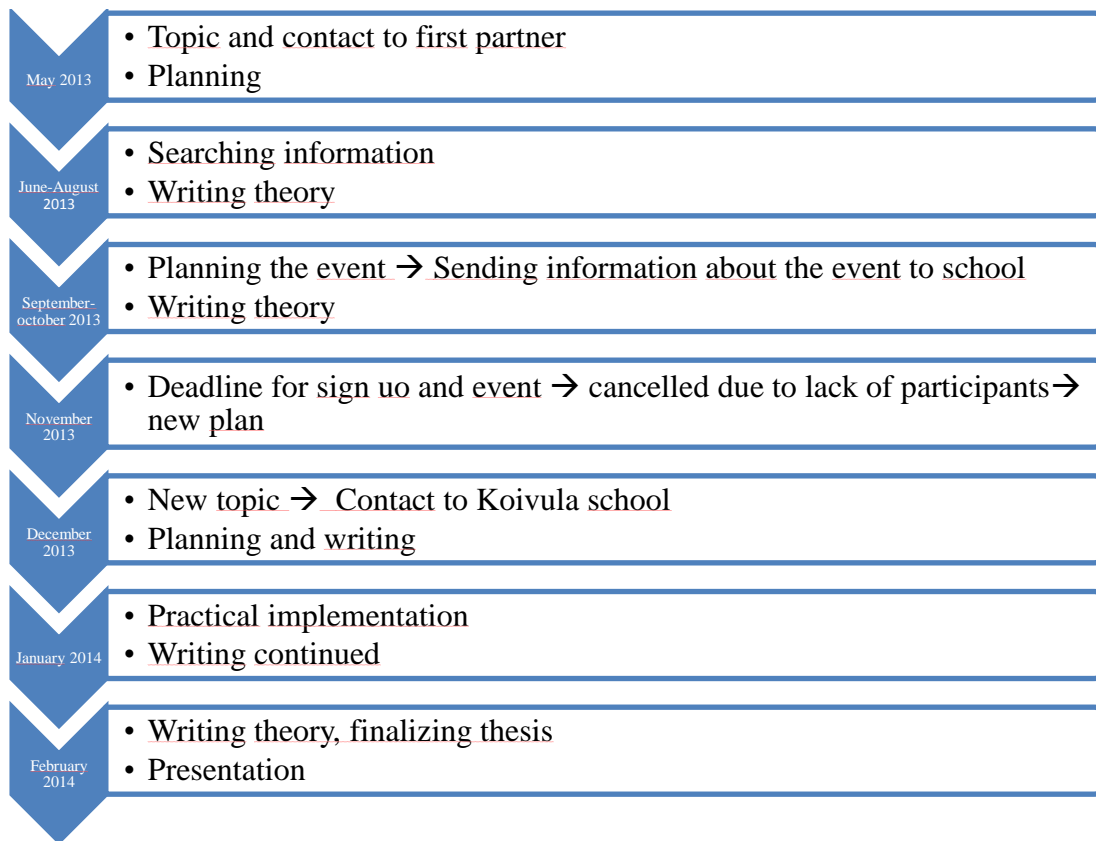 May 2013
• Topic and contact to first partner
• Planning
June-August
2013
• Searching information
• Writing theory
September-
october 2013
• Planning the event → Sending information about the event to school
• Writing theory
November
2013
• Deadline for sign uo and event → cancelled due to lack of participants→
new plan
December
2013
• New topic → Contact to Koivula school
• Planning and writing
January 2014
• Practical implementation
• Writing continued
February
2014
• Writing theory, finalizing thesis
• Presentation